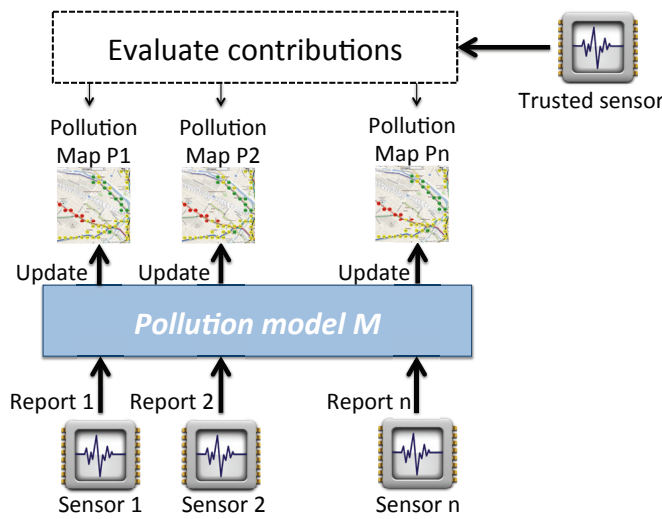 Evaluate contributions
Trusted sensor
Pollution
Map P1
Pollution
Map P2
Pollution
Map Pn
Update
Update
Update
Pollution model M
Report 1
Report 2
Report n
Sensor 1
Sensor 2
Sensor n